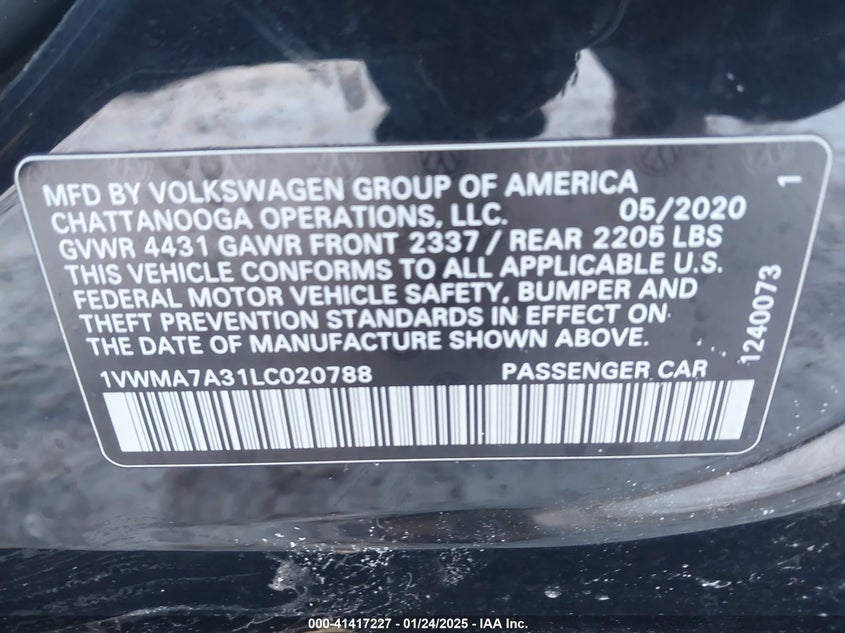 MFD BY VOLKSWAGEN GROUP OF AMERICA
CHATTANOOGA OPERATIONS, LLC. 05/2020
GVWR 4431 GAWR FRONT 2337 / REAR 2205 LBS
THIS VEHICLE CONFORMS TO ALL APPLICABLE U.S.
FEDERAL MOTOR VEHICLE SAFETY, BUMPER AND
THEFT PREVENTION STANDARDS IN EFFECT ON
THE DATE OF MANUFACTURE SHOWN ABOVE.
1VWMA7A31LC020788 PASSENGER CAR
1240073 1
000-41417227 - 01/24/2025 - IAA Inc.